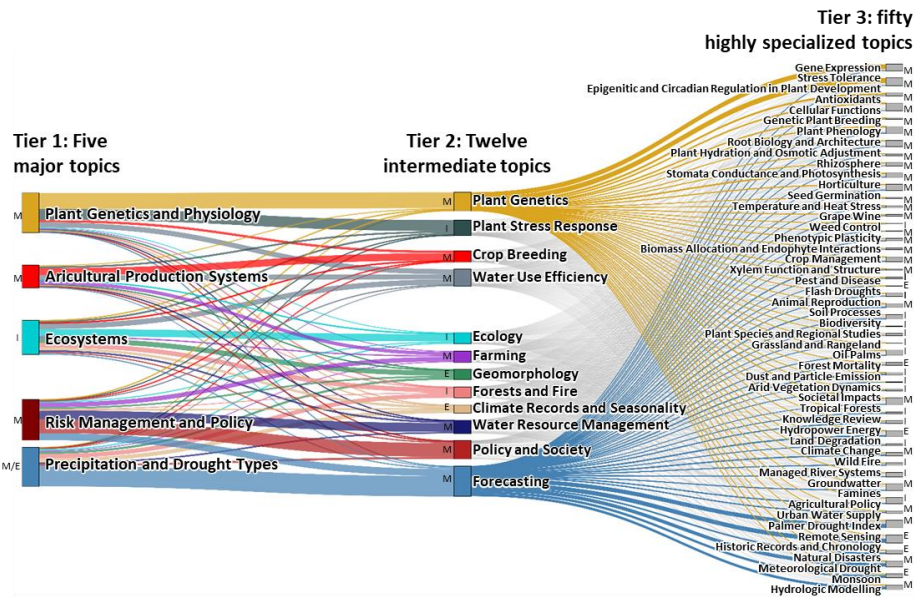 Tier 3: fifty
highly specialized topics
Tier 1: Five
major topics
Tier 2: Twelve
intermediate topics
M
Plant Genetics and Physiology
M
Aricultural Production Systems
I
Ecosystems
M
Risk Management and Policy
M/E
Precipitation and Drought Types
M
Plant Genetics
I
Plant Stress Response
M
Crop Breeding
M
Water Use Efficiency
I
Ecology
M
Farming
E
Geomorphology
I
Forests and Fire
E
Climate Records and Seasonality
M
Water Resource Management
M
Policy and Society
M
Forecasting
Gene Expression
Stress Tolerance
Epigenitic and Circadian Regulation in Plant Development
Antioxidants
Cellular Functions
Genetic Plant Breeding
Plant Phenology
Root Biology and Architecture
Plant Hydration and Osmotic Adjustment
Rhizosphere
Stomata Conductance and Photosynthesis
Horticulture
Seed Germination
Temperature and Heat Stress
Grape Wine
Weed Control
Phenotypic Plasticity
Biomass Allocation and Endophyte Interactions
Crop Management
Xylem Function and Structure
Pest and Disease
Flash Droughts
Animal Reproduction
Soil Processes
Biodiversity
Plant Species and Regional Studies
Grassland and Rangeland
Oil Palms
Forest Mortality
Dust and Particle Emission
Arid Vegetation Dynamics
Societal Impacts
Tropical Forests
Knowledge Review
Hydropower Energy
Land Degradation
Climate Change
Wild Fire
Managed River Systems
Groundwatter
Famines
Agricultural Policy
Urban Water Supply
Palmer Drought Index
Remote Sensing
Historic Records and Chronology
Natural Disasters
Meteorological Drought
Monsoon
Hydrologic Modelling